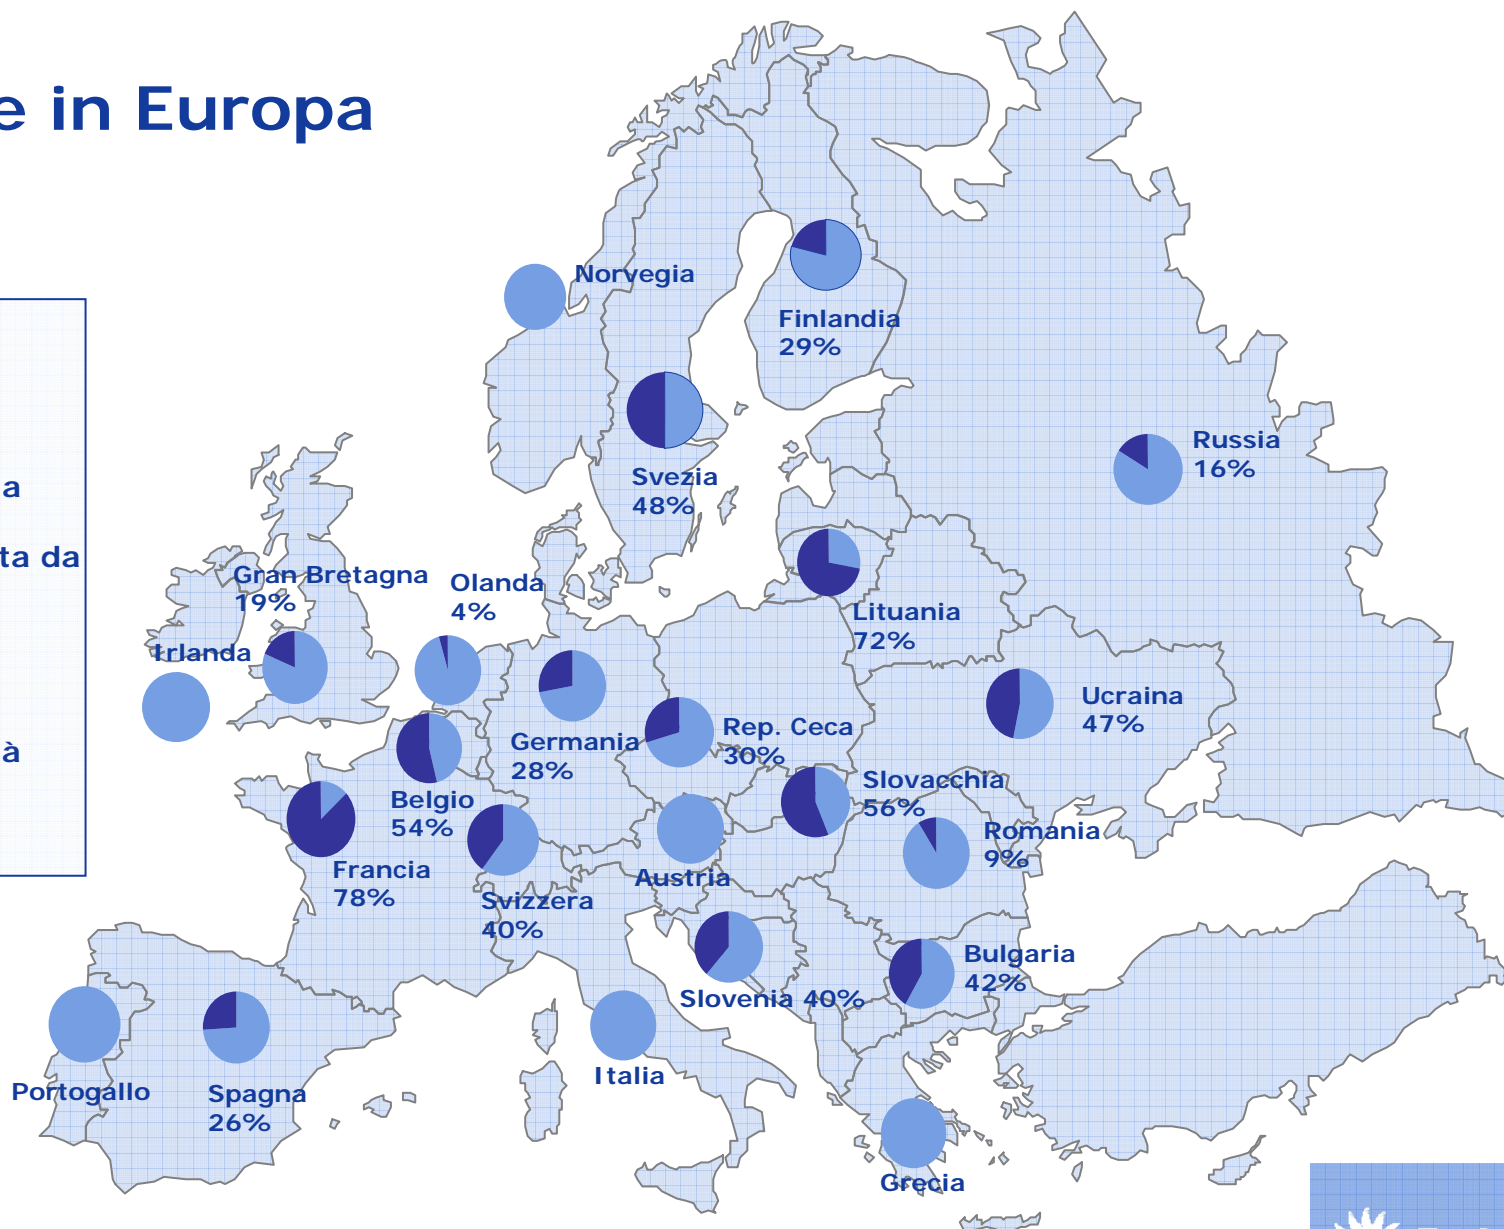 e in Europa
a
ta da
à
Norvegia
Finlandia
29%
Svezia
48%
Russia
16%
Gran Bretagna
19%
Olanda
4%
Lituania
72%
Irlanda
Ucraina
47%
Germania
28%
Rep. Ceca
30%
Belgio
54%
Slovacchia
56%
Romania
9%
Francia
78%
Svizzera
40%
Austria
Bulgaria
42%
Slovenia 40%
Italia
Portogallo
Spagna
26%
Grecia